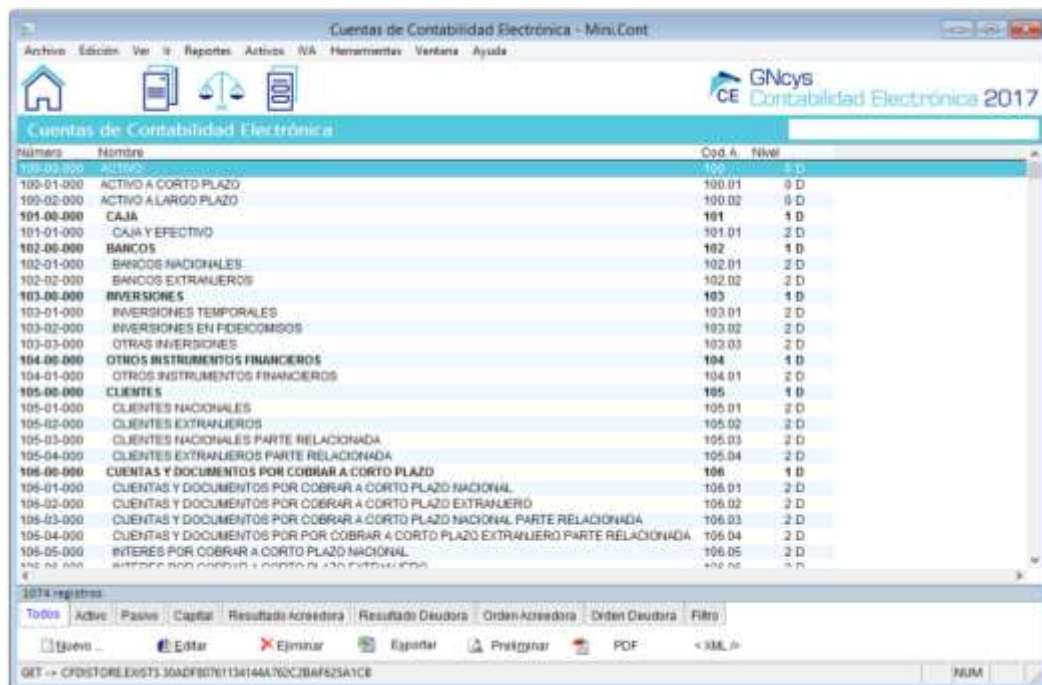 Cuentas de Contabilidad Electrónica - Mini.Cont
Archivo Edición Ver Ir Reportes Activos IVA Herramientas Ventana Ayuda
CE GNcys Contabilidad Electrónica 2017
Cuentas de Contabilidad Electrónica
Número Nombre Cod.A. Nivel
100-00-000 ACTIVO 100 0 D
100-01-000 ACTIVO A CORTO PLAZO 100.01 0 D
100-02-000 ACTIVO A LARGO PLAZO 100.02 0 D
101-00-000 CAJA 101 1 D
101-01-000 CAJA Y EFECTIVO 101.01 2 D
102-00-000 BANCOS 102 1 D
102-01-000 BANCOS NACIONALES 102.01 2 D
102-02-000 BANCOS EXTRANJEROS 102.02 2 D
103-00-000 INVERSIONES 103 1 D
103-01-000 INVERSIONES TEMPORALES 103.01 2 D
103-02-000 INVERSIONES EN FIDEICOMISOS 103.02 2 D
103-03-000 OTRAS INVERSIONES 103.03 2 D
104-00-000 OTROS INSTRUMENTOS FINANCIEROS 104 1 D
104-01-000 OTROS INSTRUMENTOS FINANCIEROS 104.01 2 D
105-00-000 CLIENTES 105 1 D
105-01-000 CLIENTES NACIONALES 105.01 2 D
105-02-000 CLIENTES EXTRANJEROS 105.02 2 D
105-03-000 CLIENTES NACIONALES PARTE RELACIONADA 105.03 2 D
105-04-000 CLIENTES EXTRANJEROS PARTE RELACIONADA 105.04 2 D
106-00-000 CUENTAS Y DOCUMENTOS POR COBRAR A CORTO PLAZO 106 1 D
106-01-000 CUENTAS Y DOCUMENTOS POR COBRAR A CORTO PLAZO NACIONAL 106.01 2 D
106-02-000 CUENTAS Y DOCUMENTOS POR COBRAR A CORTO PLAZO EXTRANJERO 106.02 2 D
106-03-000 CUENTAS Y DOCUMENTOS POR COBRAR A CORTO PLAZO NACIONAL PARTE RELACIONADA 106.03 2 D
106-04-000 CUENTAS Y DOCUMENTOS POR POR COBRAR A CORTO PLAZO EXTRANJERO PARTE RELACIONADA 106.04 2 D
106-05-000 INTERES POR COBRAR A CORTO PLAZO NACIONAL 106.05 2 D
1074 registros
Todos Activo Pasivo Capital Resultado Acreedora Resultado Deudora Orden Acreedora Orden Deudora Filtro
Nuevo ... Editar Eliminar Exportar Preliminar PDF < XML />
NUM